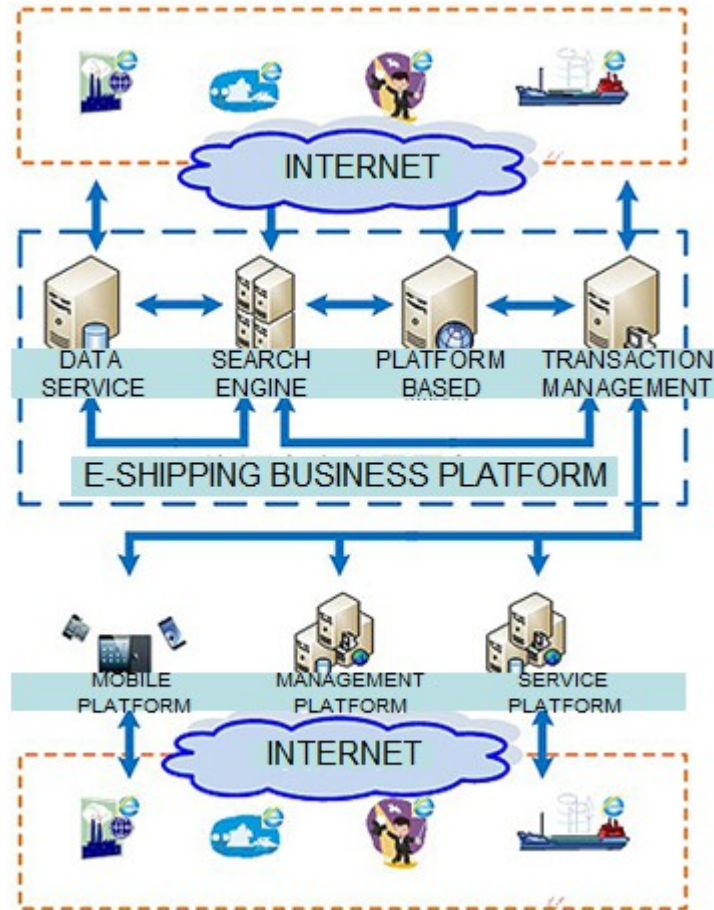 INTERNET
DATA
SERVICE
SEARCH
ENGINE
PLATFORM
BASED
TRANSACTION
MANAGEMENT
E-SHIPPING BUSINESS PLATFORM
MOBILE
PLATFORM
MANAGEMENT
PLATFORM
SERVICE
PLATFORM
INTERNET